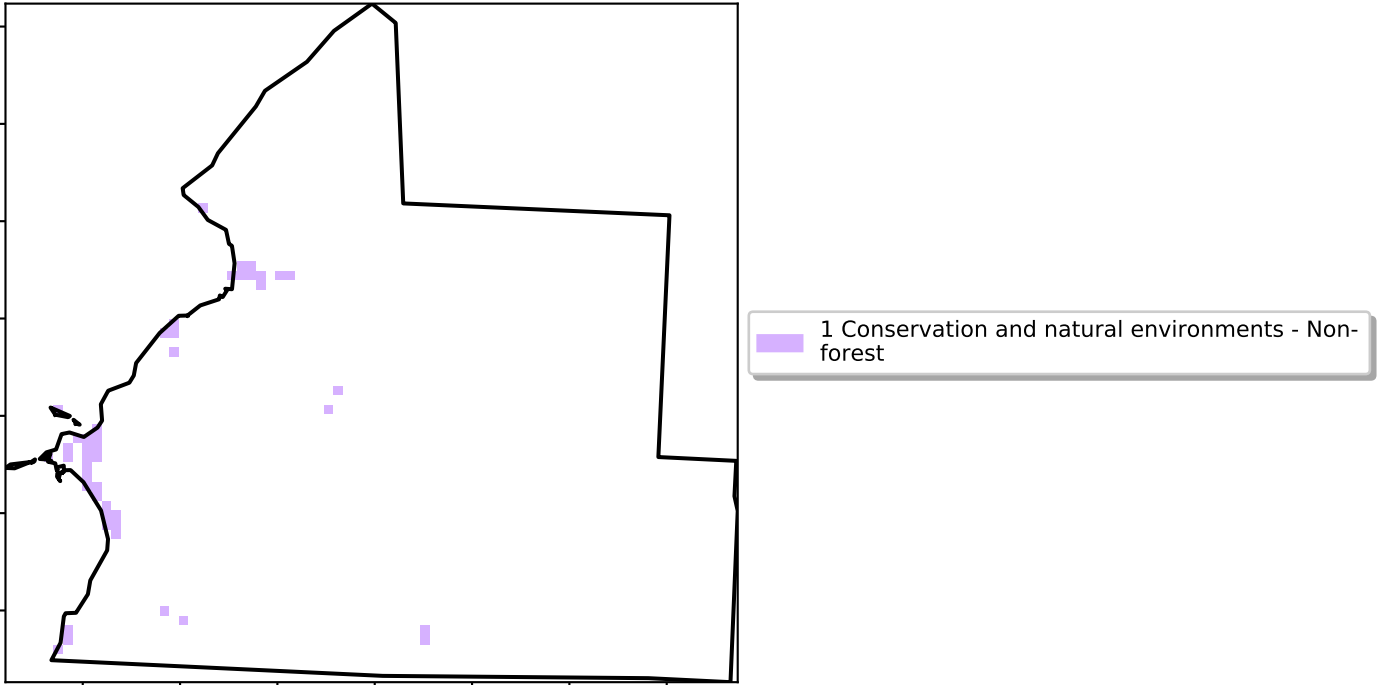 1 Conservation and natural environments - Non-
forest